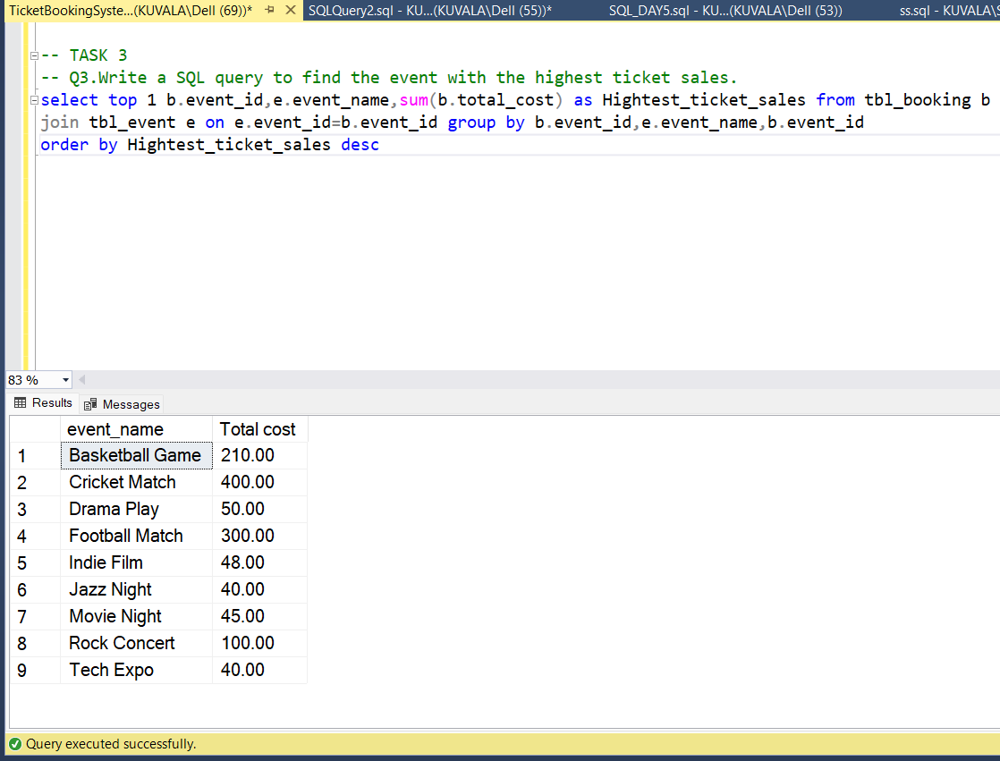 TicketBookingSyste...(KUVALA\Dell (69))* SQLQuery2.sql - KU...(KUVALA\Dell (55))* SQL_DAY5.sql - KU...(KUVALA\Dell (53)) ss.sql - KUVALA\
-- TASK 3
-- Q3.Write a SQL query to find the event with the highest ticket sales.
select top 1 b.event_id,e.event_name,sum(b.total_cost) as Hightest_ticket_sales from tbl_booking b
join tbl_event e on e.event_id=b.event_id group by b.event_id,e.event_name,b.event_id
order by Hightest_ticket_sales desc
83 %
Results Messages
event_name Total cost
1 Basketball Game 210.00
2 Cricket Match 400.00
3 Drama Play 50.00
4 Football Match 300.00
5 Indie Film 48.00
6 Jazz Night 40.00
7 Movie Night 45.00
8 Rock Concert 100.00
9 Tech Expo 40.00
Query executed successfully.